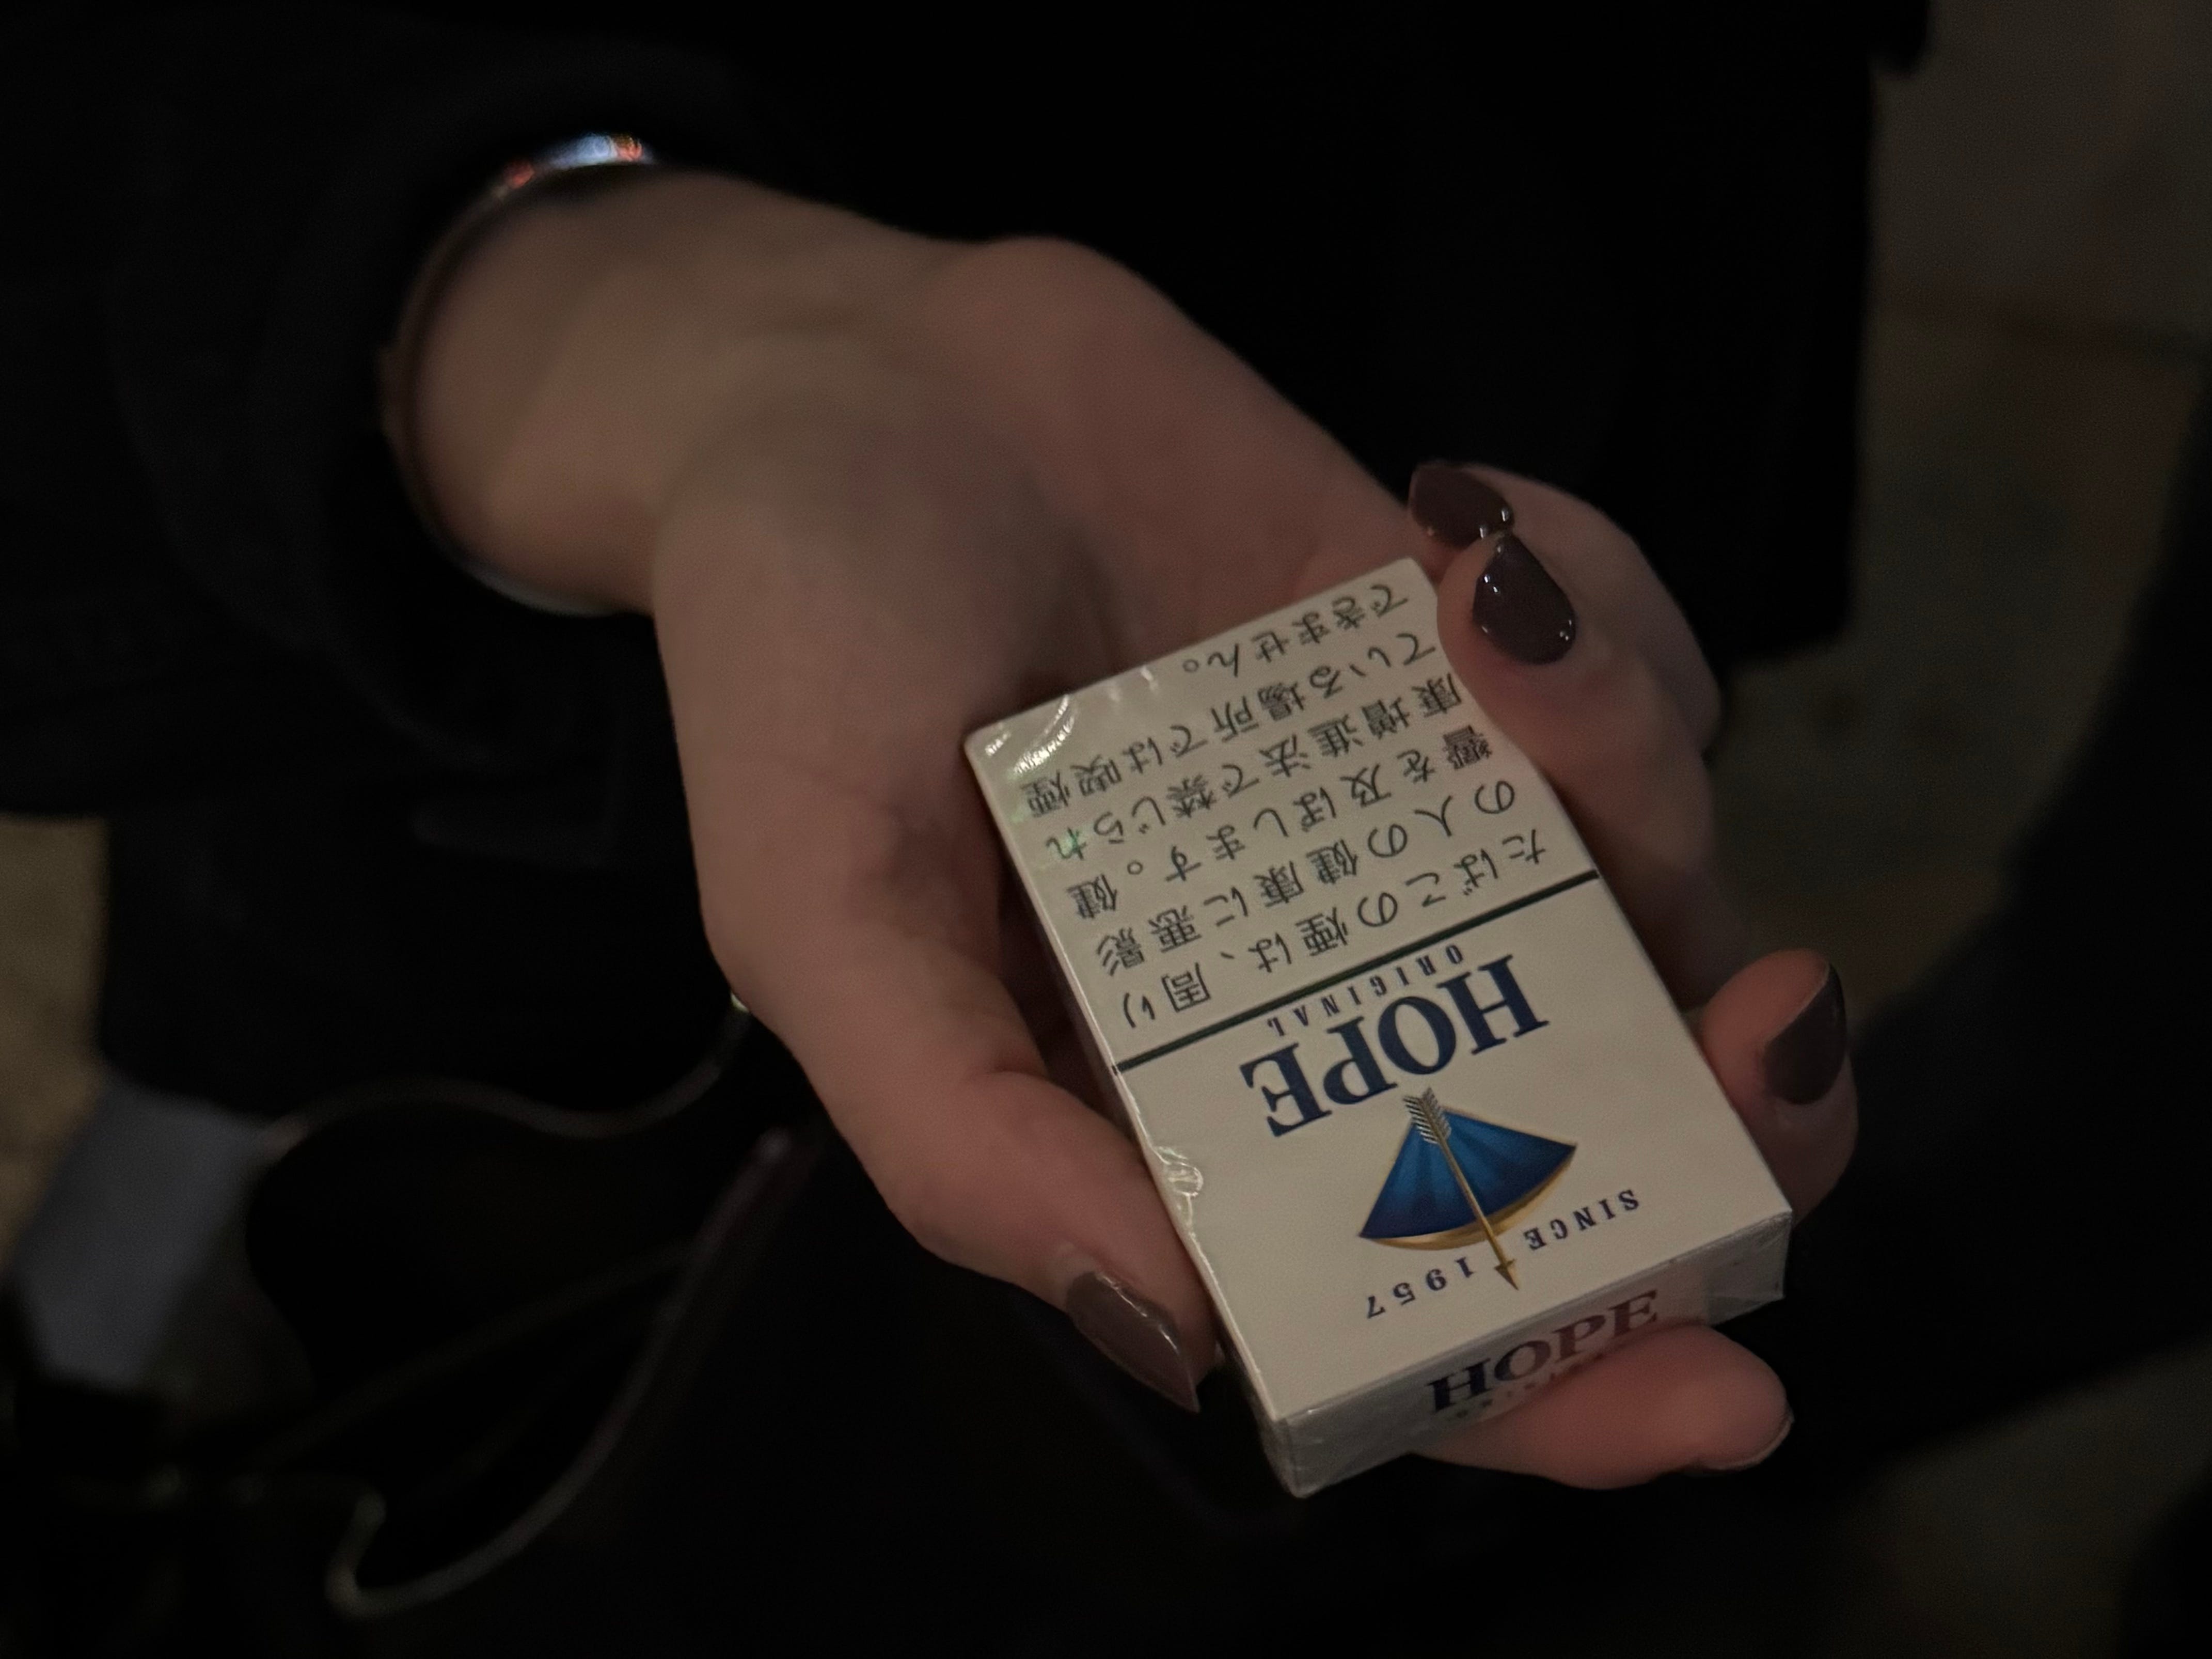 SINCE 1957
HOPE
ORIGINAL
たばこの煙は、周り
の人の健康に悪影
響を及ぼします。健
康増進法で禁じられ
ている場所では喫煙
できません。
HOPE